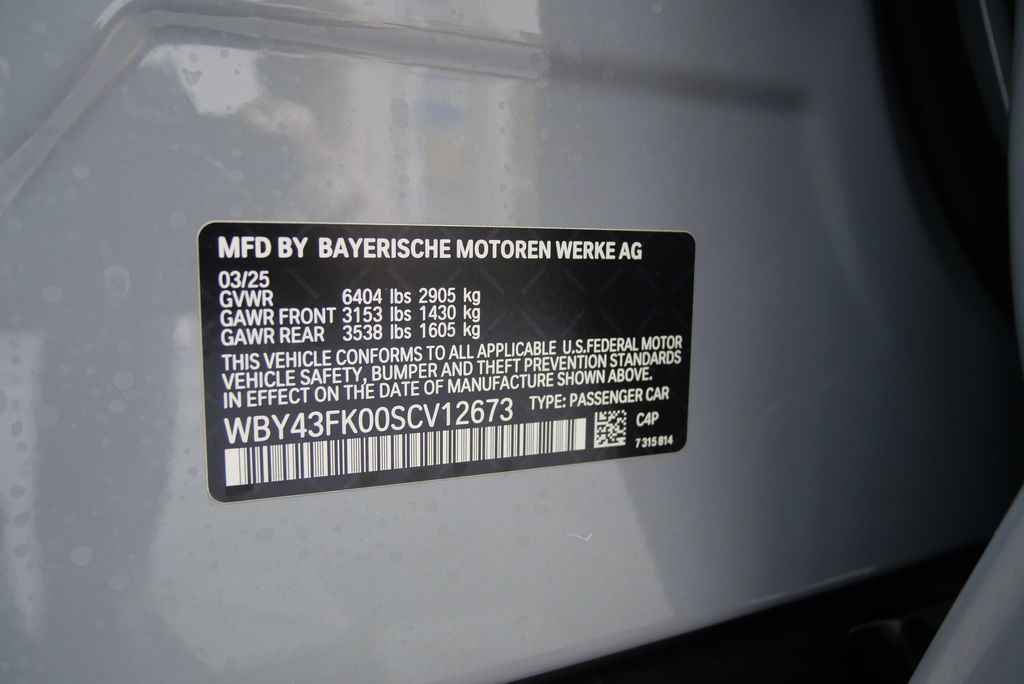 MFD BY BAYERISCHE MOTOREN WERKE AG
03/25
GVWR 6404 lbs 2905 kg
GAWR FRONT 3153 lbs 1430 kg
GAWR REAR 3538 lbs 1605 kg
THIS VEHICLE CONFORMS TO ALL APPLICABLE U.S.FEDERAL MOTOR
VEHICLE SAFETY, BUMPER AND THEFT PREVENTION STANDARDS
IN EFFECT ON THE DATE OF MANUFACTURE SHOWN ABOVE.
WBY43FK00SCV12673 TYPE: PASSENGER CAR
C4P
7 315 814